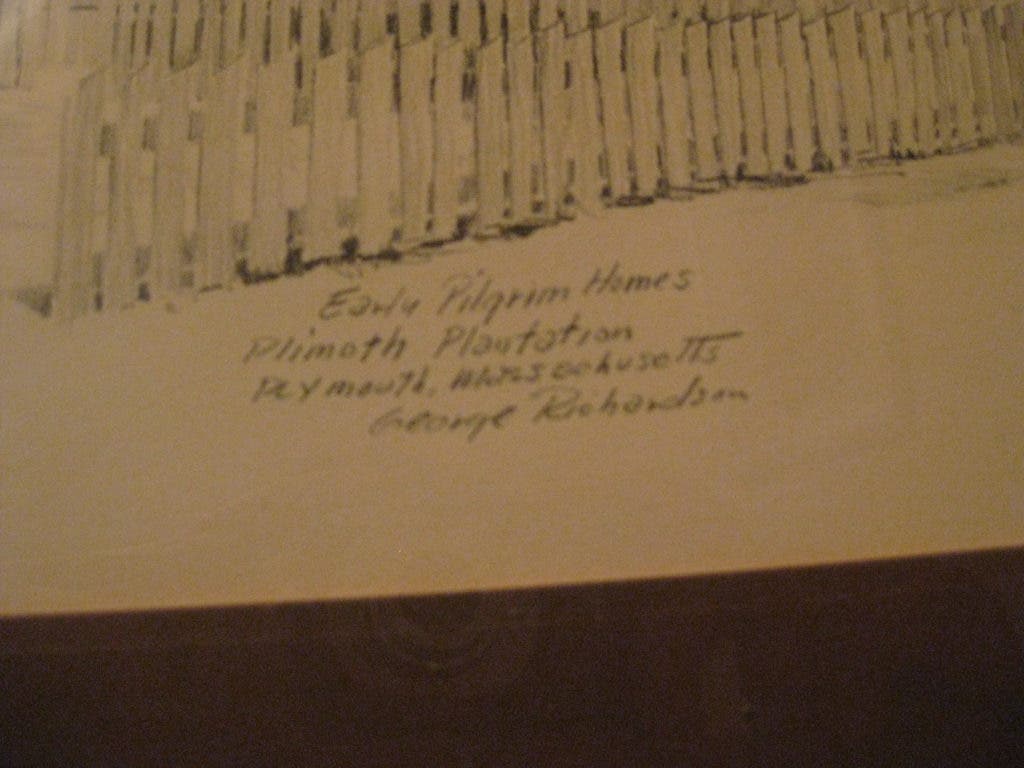 Early Pilgrim Homes
Plimoth Plantation
Plymouth, Massachusetts
George Richardson